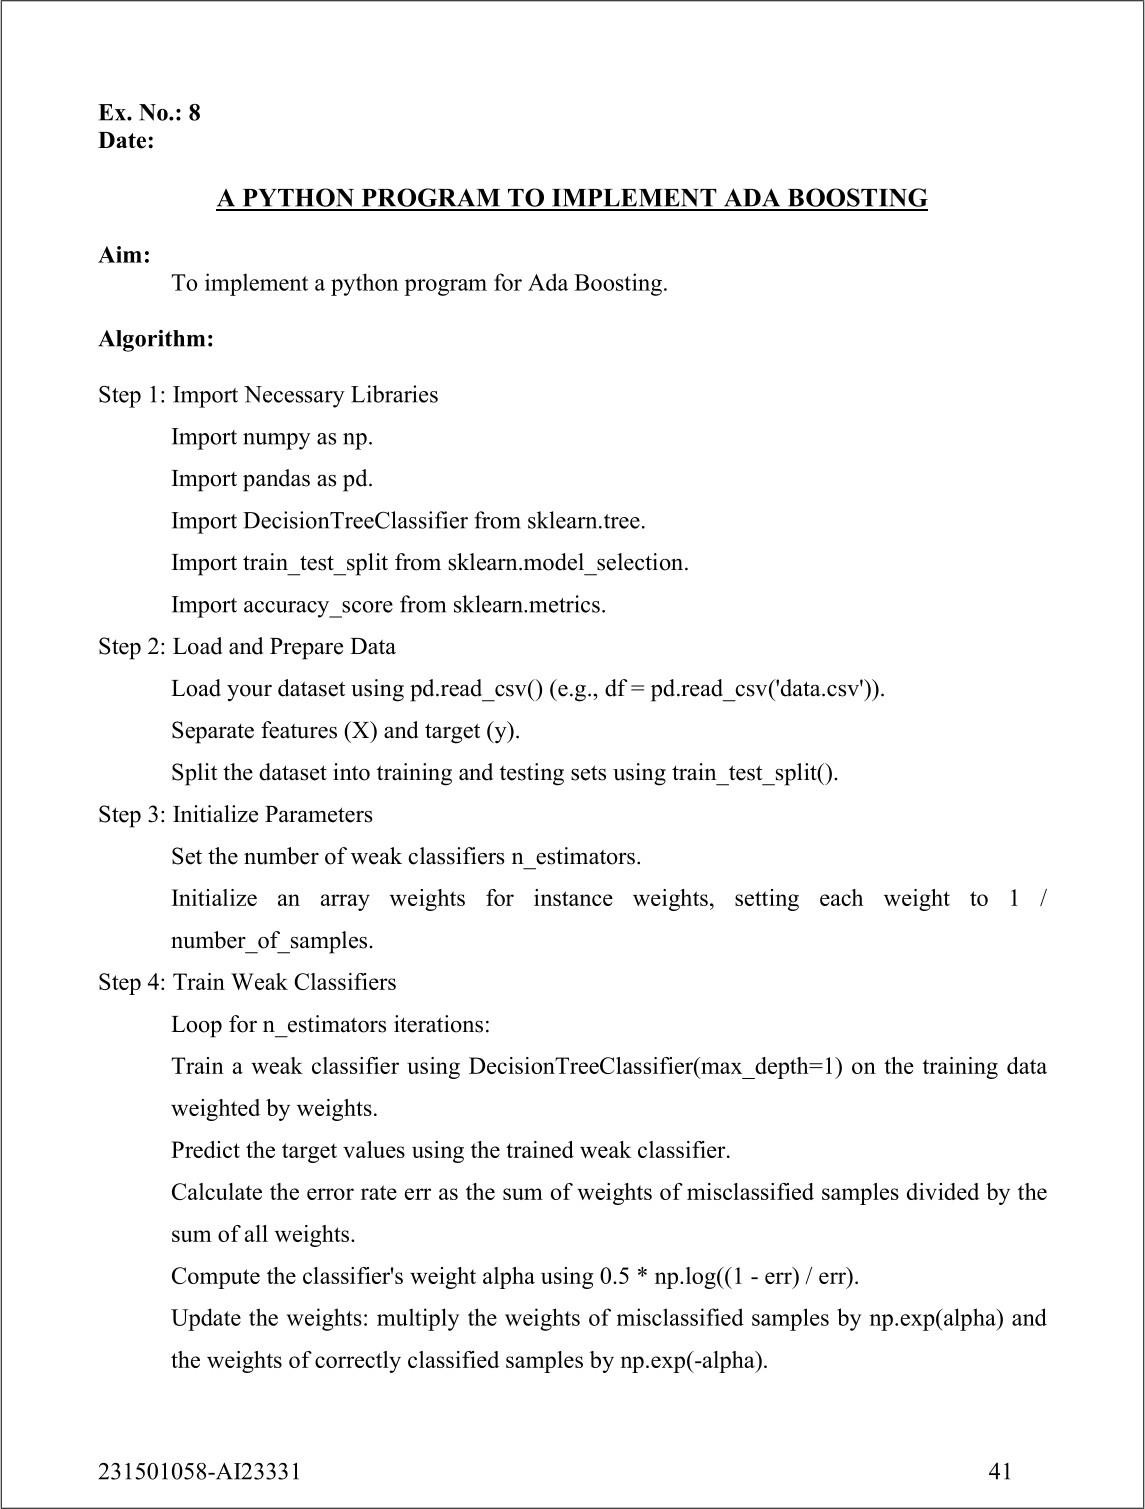 Ex. No.: 8
Date:
A PYTHON PROGRAM TO IMPLEMENT ADA BOOSTING
Aim:
To implement a python program for Ada Boosting.
Algorithm:
Step 1: Import Necessary Libraries
Import numpy as np.
Import pandas as pd.
Import DecisionTreeClassifier from sklearn.tree.
Import train_test_split from sklearn.model_selection.
Import accuracy_score from sklearn.metrics.
Step 2: Load and Prepare Data
Load your dataset using pd.read_csv() (e.g., df = pd.read_csv('data.csv')).
Separate features (X) and target (y).
Split the dataset into training and testing sets using train_test_split().
Step 3: Initialize Parameters
Set the number of weak classifiers n_estimators.
Initialize an array weights for instance weights, setting each weight to 1 /
number_of_samples.
Step 4: Train Weak Classifiers
Loop for n_estimators iterations:
Train a weak classifier using DecisionTreeClassifier(max_depth=1) on the training data
weighted by weights.
Predict the target values using the trained weak classifier.
Calculate the error rate err as the sum of weights of misclassified samples divided by the
sum of all weights.
Compute the classifier's weight alpha using 0.5 * np.log((1 - err) / err).
Update the weights: multiply the weights of misclassified samples by np.exp(alpha) and
the weights of correctly classified samples by np.exp(-alpha).
231501058-AI23331 41